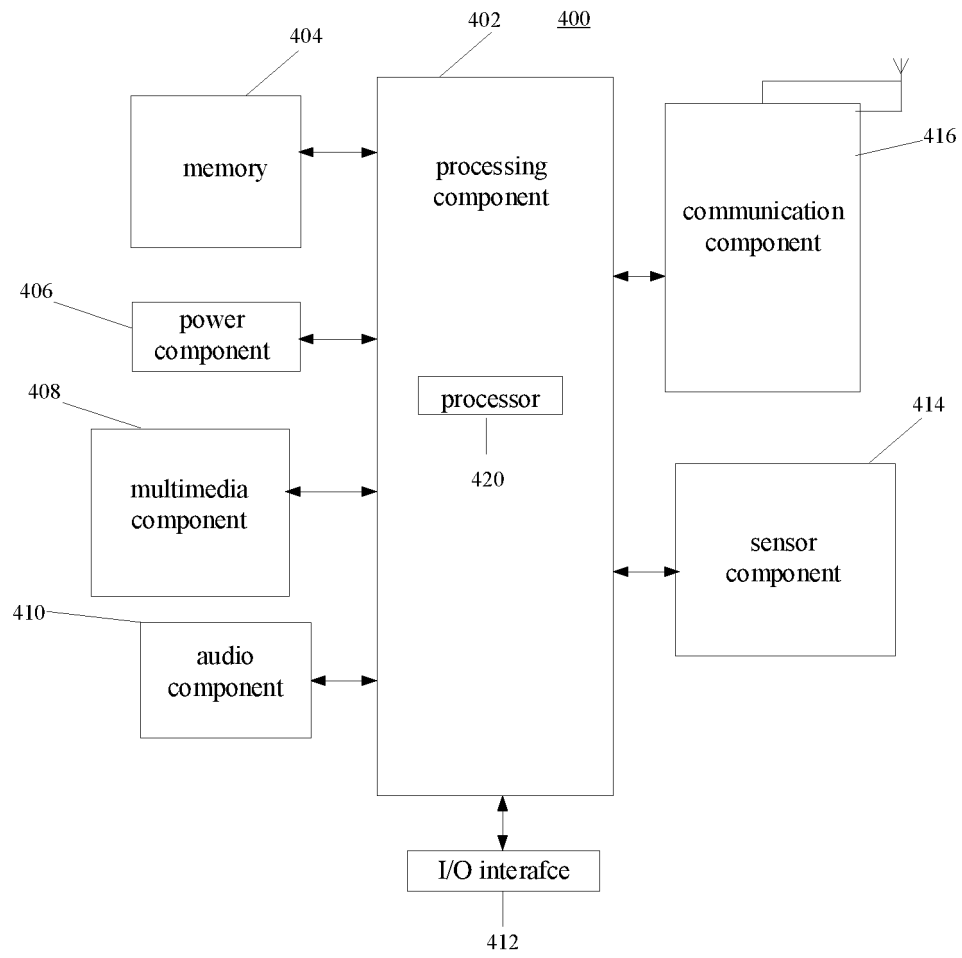 402
400
404
memory
processing
component
416
communication
component
406
power
component
408
processor
420
414
multimedia
component
sensor
component
410
audio
component
I/O interafce
412